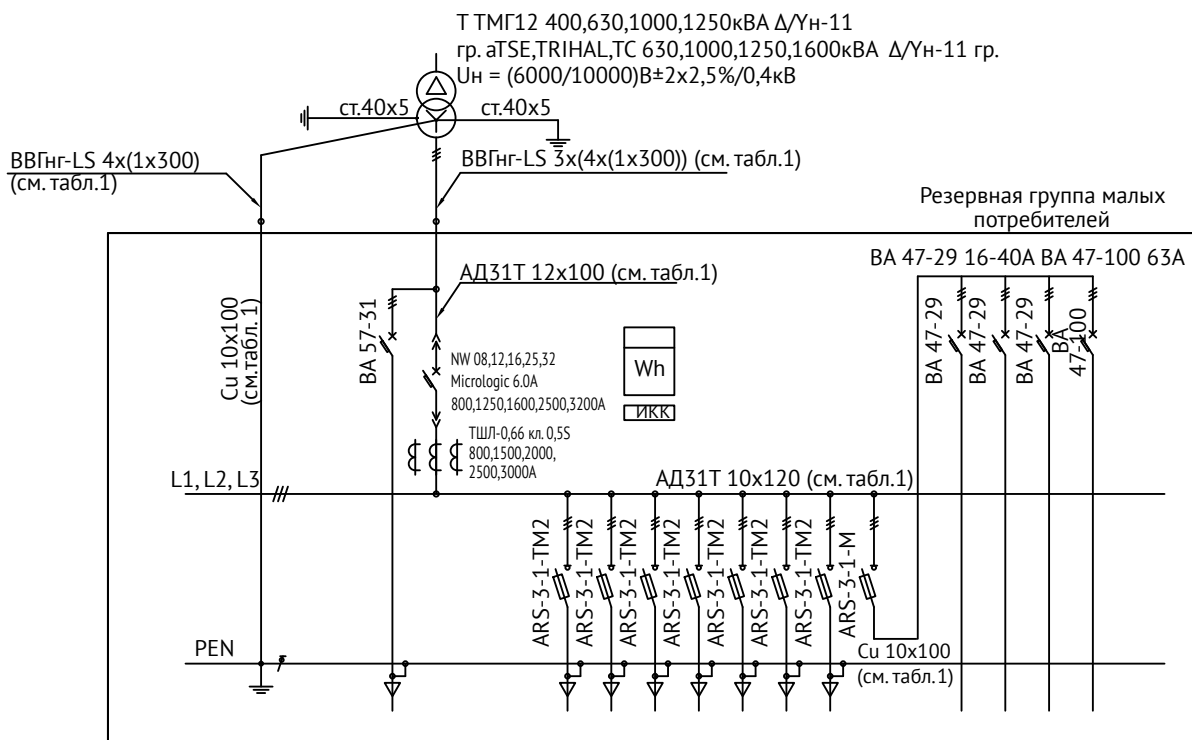 Т ТМГ12 400,630,1000,1250кВА Δ/Yн-11
гр. аTSE,TRIHAL,ТС 630,1000,1250,1600кВА Δ/Yн-11 гр.
Uн = (6000/10000)В±2х2,5%/0,4кВ
ст.40х5
ст.40х5
ВВГнг-LS 4х(1х300)
(см. табл.1)
ВВГнг-LS 3х(4х(1х300)) (см. табл.1)
Резервная группа малых
потребителей
ВА 47-29 16-40А ВА 47-100 63А
АД31Т 12х100 (см. табл.1)
Cu 10х100
(см.табл. 1)
ВА 57-31
NW 08,12,16,25,32
Micrologic 6.0A
800,1250,1600,2500,3200А
Wh
ИКК
ВА 47-29
ВА 47-29
ВА 47-29
ВА
47-100
ТШЛ-0,66 кл. 0,5S
800,1500,2000,
2500,3000А
L1, L2, L3
АД31Т 10х120 (см. табл.1)
ARS-3-1-TM2
ARS-3-1-TM2
ARS-3-1-TM2
ARS-3-1-TM2
ARS-3-1-TM2
ARS-3-1-TM2
ARS-3-1-TM2
ARS-3-1-M
PEN
Cu 10х100
(см. табл.1)